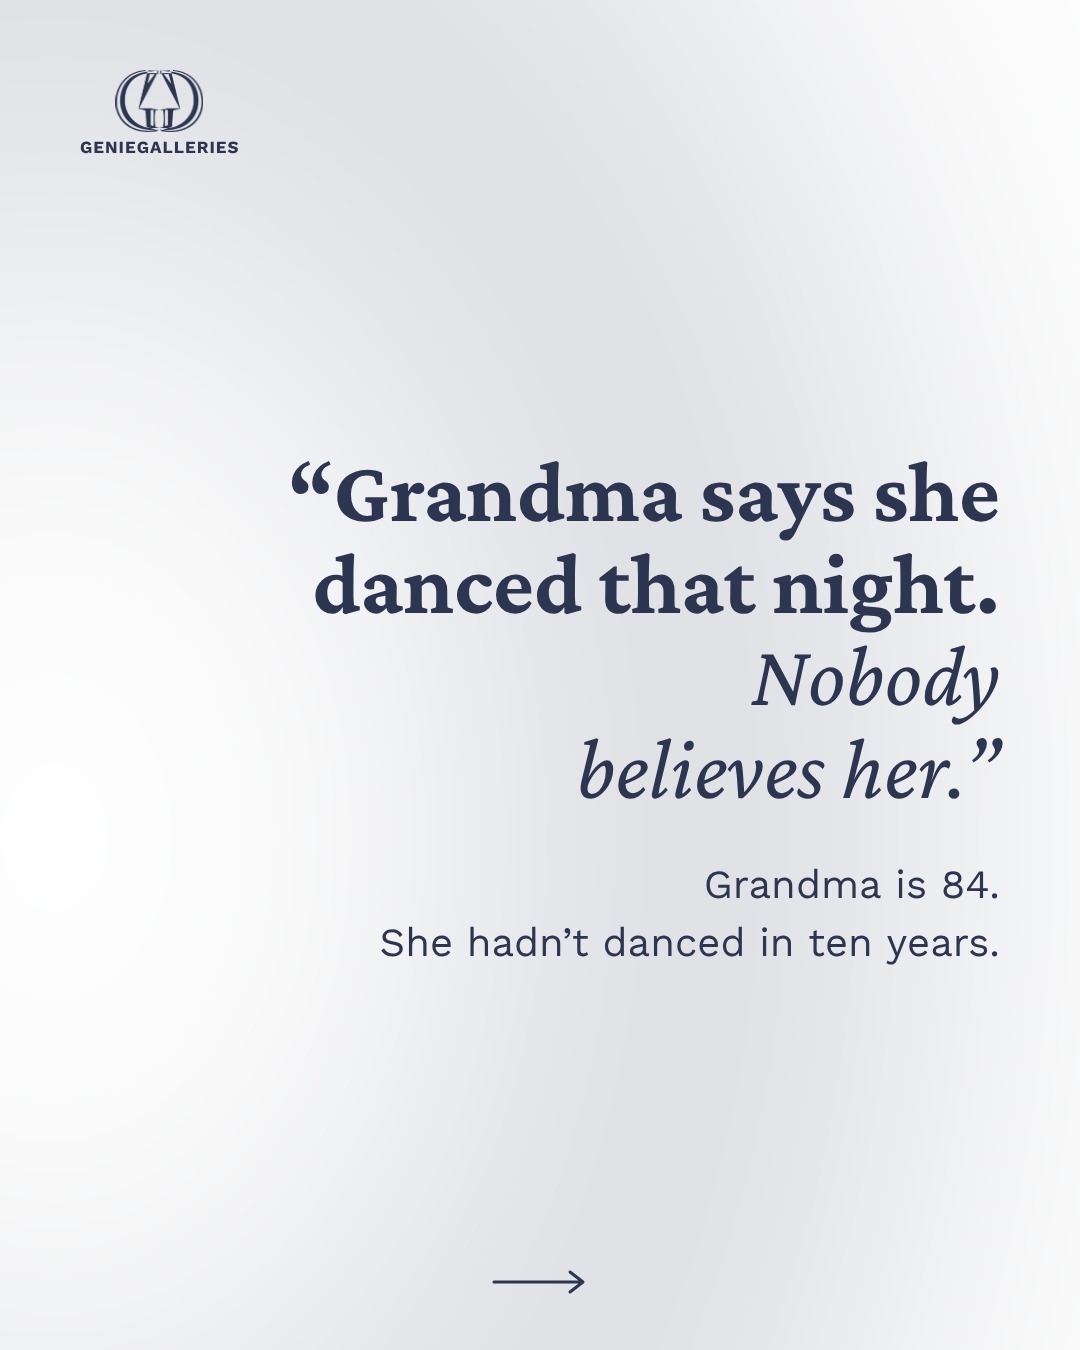 GENIEGALLERIES
“Grandma says she
danced that night.
Nobody
believes her.”
Grandma is 84.
She hadn’t danced in ten years.